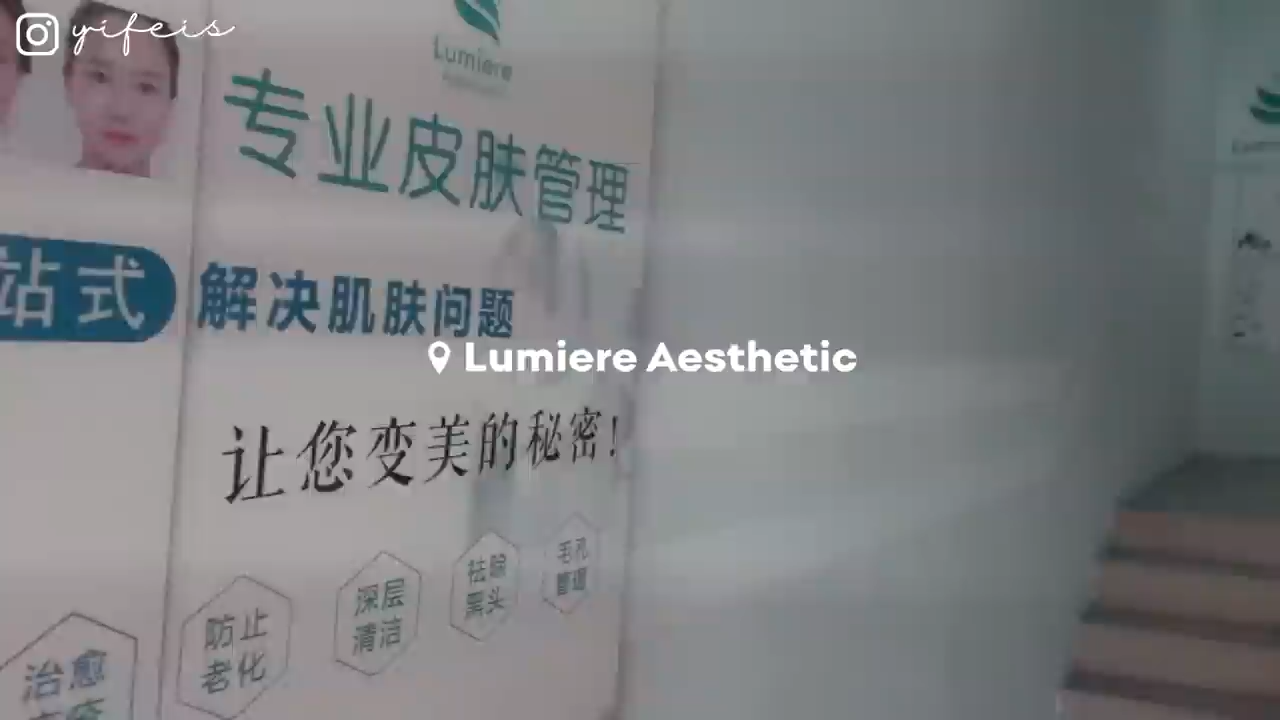 yifeis
Lumiere
专业皮肤管理
站式 解决肌肤问题
Lumiere Aesthetic
让您变美的秘密!
毛孔
管理
祛除
黑头
深层
清洁
防止
老化
治愈